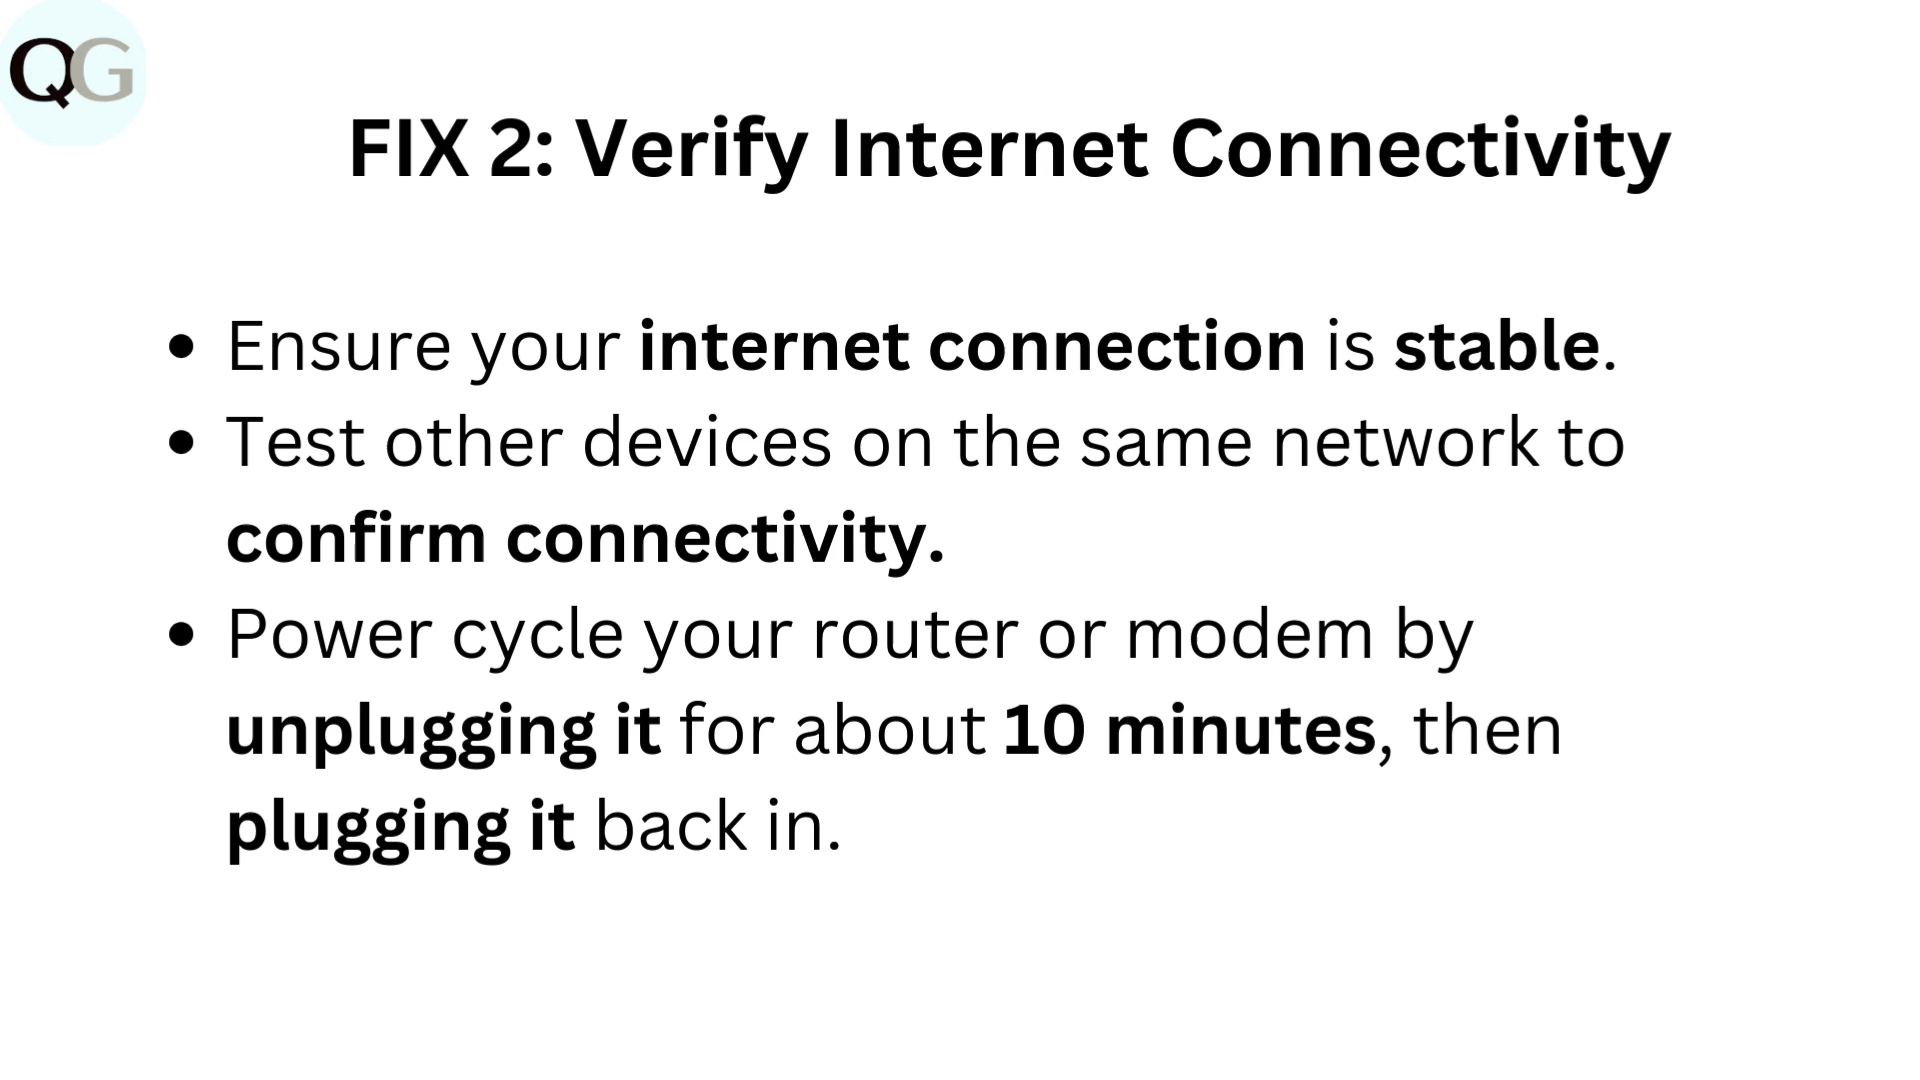 QG
FIX 2: Verify Internet Connectivity
• Ensure your internet connection is stable.
• Test other devices on the same network to
confirm connectivity.
• Power cycle your router or modem by
unplugging it for about 10 minutes, then
plugging it back in.